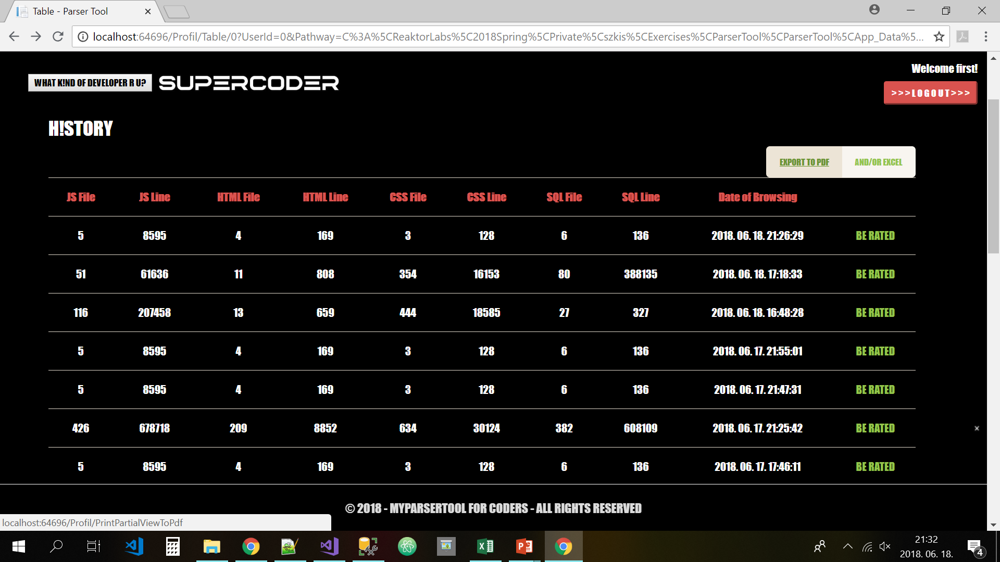 Table - Parser Tool
localhost:64696/Profil/Table/0?UserId=0&Pathway=C%3A%5CReaktorLabs%5C2018Spring%5CPrivate%5Cszkis%5CExercises%5CParserTool%5CParserTool%5CApp_Data%5...
Welcome first!
WHAT K!ND OF DEVELOPER R U? SUPERCODER
>>>LOGOUT>>>
H!STORY
EXPORT TO PDF AND/OR EXCEL
JS File JS Line HTML File HTML Line CSS File CSS Line SQL File SQL Line Date of Browsing
5 8595 4 169 3 128 6 136 2018. 06. 18. 21:26:29 BE RATED
51 61636 11 808 354 16153 80 388135 2018. 06. 18. 17:18:33 BE RATED
116 207458 13 659 444 18585 27 327 2018. 06. 18. 16:48:28 BE RATED
5 8595 4 169 3 128 6 136 2018. 06. 17. 21:55:01 BE RATED
5 8595 4 169 3 128 6 136 2018. 06. 17. 21:47:31 BE RATED
426 678718 209 8852 634 30124 382 608109 2018. 06. 17. 21:25:42 BE RATED
5 8595 4 169 3 128 6 136 2018. 06. 17. 17:46:11 BE RATED
© 2018 - MYPARSERTOOL FOR CODERS - ALL RIGHTS RESERVED
localhost:64696/Profil/PrintPartialViewToPdf
21:32
2018. 06. 18.
4